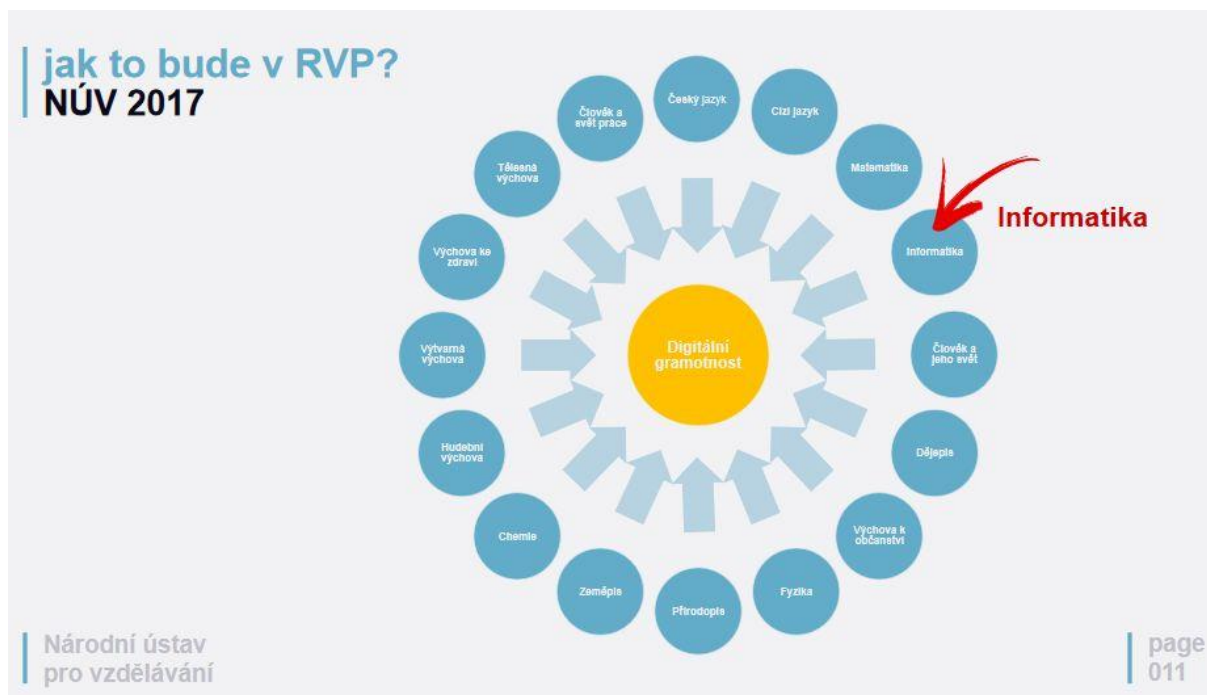 jak to bude v RVP?
NÚV 2017
Český jazyk
Cizí jazyk
Matematika
Informatika
Informatika
Člověk a
jeho svět
Dějepis
Výchova k
občanství
Fyzika
Přírodopis
Zeměpis
Chemie
Hudební
výchova
Výtvarná
výchova
Výchova ke
zdraví
Tělesná
výchova
Člověk a
svět práce
Digitální
gramotnost
Národní ústav
pro vzdělávání
page
011